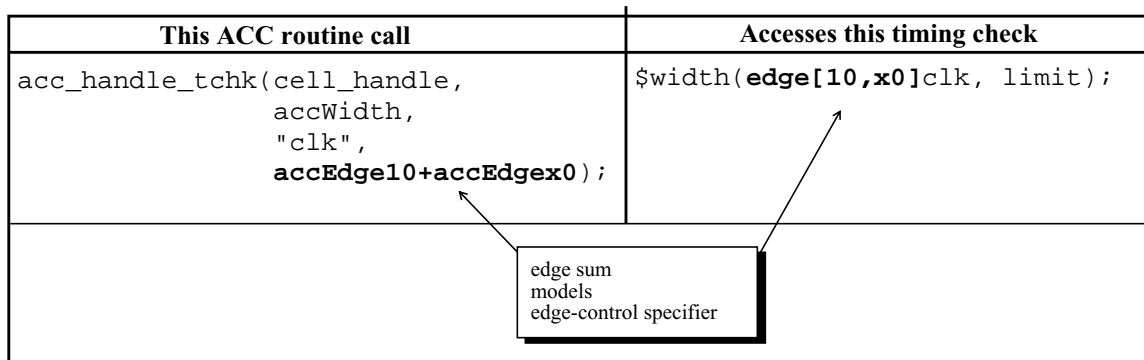 This ACC routine call
Accesses this timing check
acc_handle_tchk(cell_handle,
accWidth,
"clk",
accEdge10+accEdgex0);
$width(edge[10,x0]clk, limit);
edge sum
models
edge-control specifier